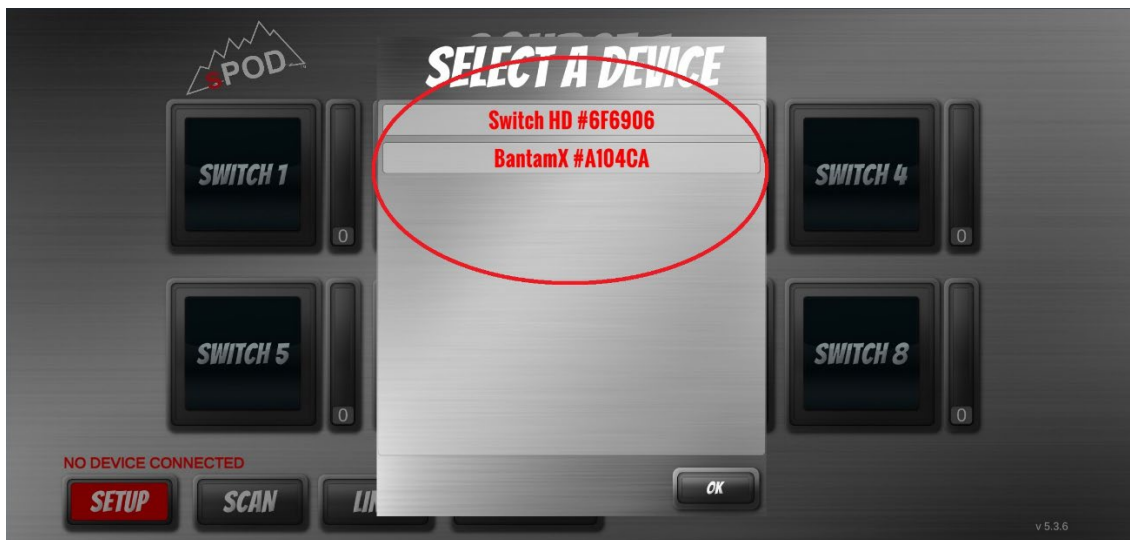 sPOD
SELECT A DEVICE
Switch HD #6F6906
BantamX #A104CA
SWITCH 1
0
SWITCH 4
0
SWITCH 5
0
SWITCH 8
0
NO DEVICE CONNECTED
SETUP
SCAN
LIN
OK
v 5.3.6